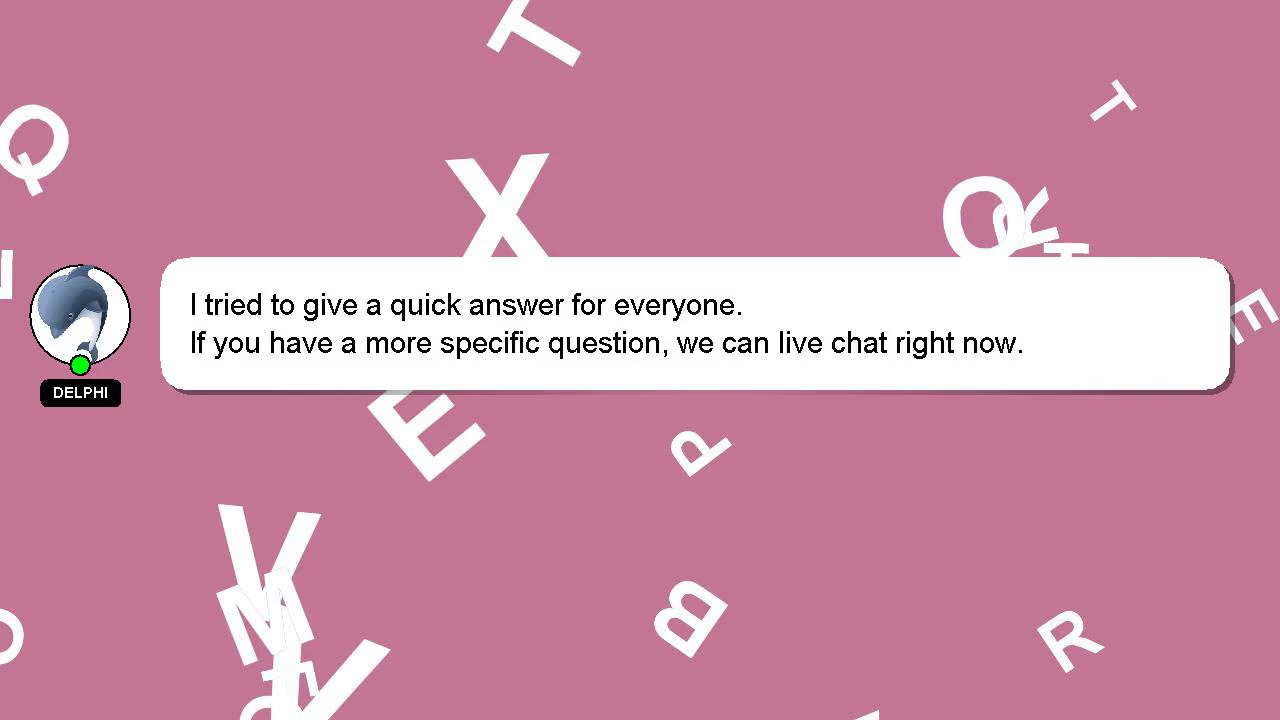 T
T
Q
X
Q
E
I tried to give a quick answer for everyone.
If you have a more specific question, we can live chat right now.
DELPHI
E
P
V
M
B
R
V